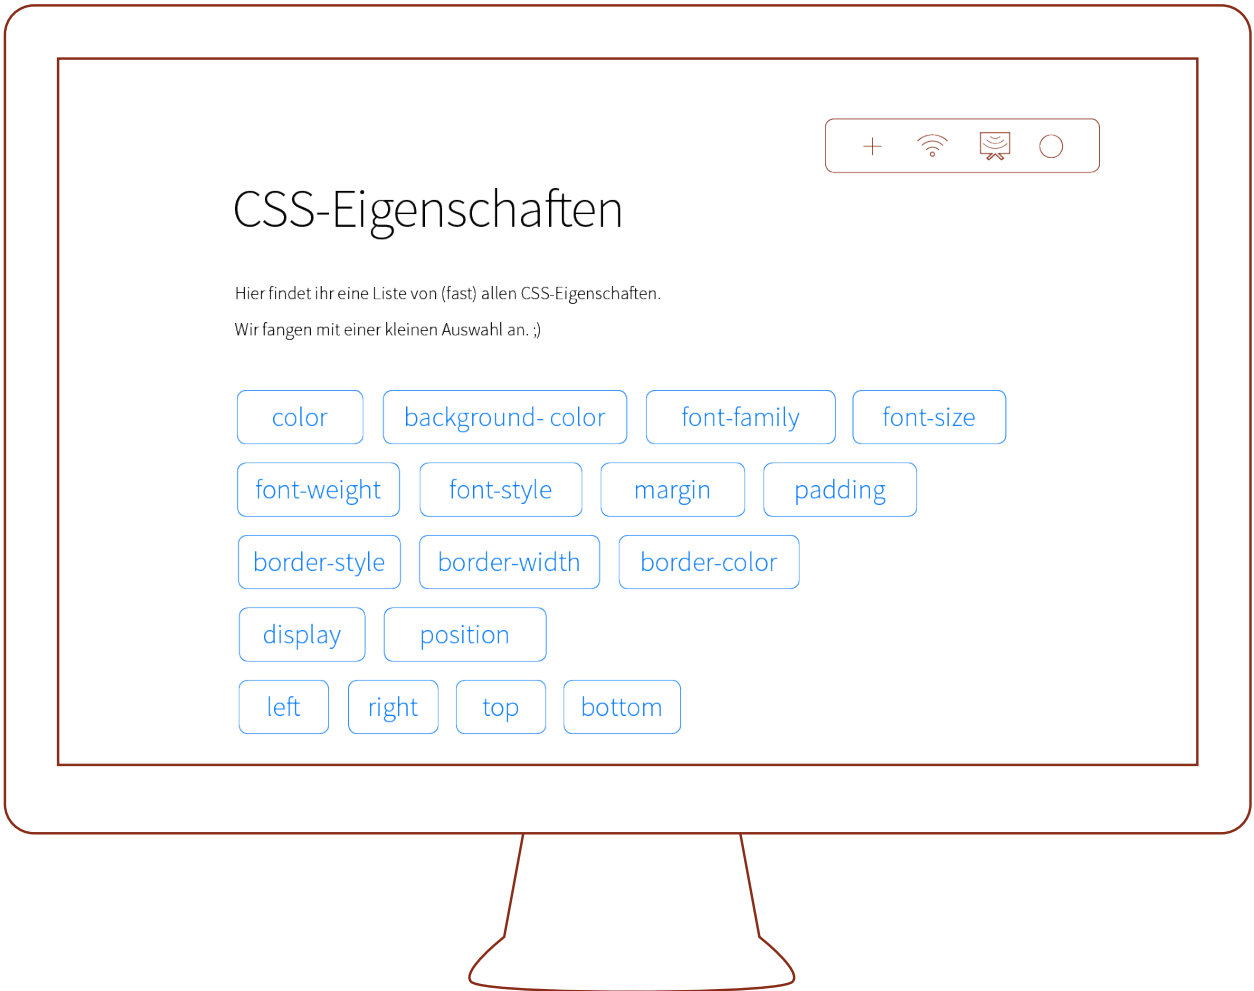 CSS-Eigenschaften
Hier findet ihr eine Liste von (fast) allen CSS-Eigenschaften.
Wir fangen mit einer kleinen Auswahl an. ;)
color background- color font-family font-size
font-weight font-style margin padding
border-style border-width border-color
display position
left right top bottom